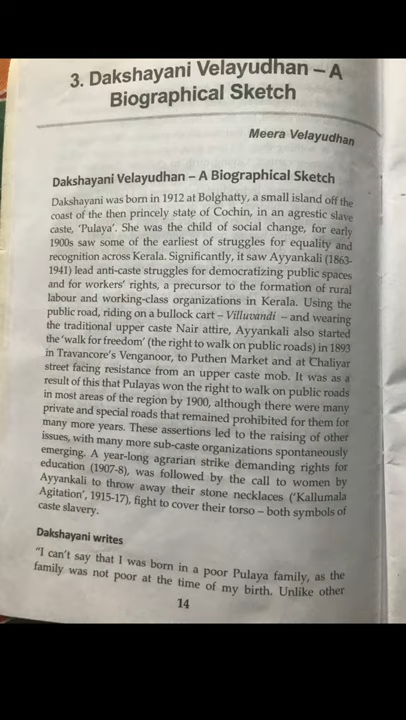 3. Dakshayani Velayudhan – A
Biographical Sketch
Meera Velayudhan
Dakshayani Velayudhan – A Biographical Sketch
Dakshayani was born in 1912 at Bolghatty, a small island off the
coast of the then princely state of Cochin, in an agrestic slave
caste, 'Pulaya'. She was the child of social change, for early
1900s saw some of the earliest of struggles for equality and
recognition across Kerala. Significantly, it saw Ayyankali (1863-
1941) lead anti-caste struggles for democratizing public spaces
and for workers' rights, a precursor to the formation of rural
labour and working-class organizations in Kerala. Using the
public road, riding on a bullock cart – Villuvandi – and wearing
the traditional upper caste Nair attire, Ayyankali also started
the 'walk for freedom' (the right to walk on public roads) in 1893
in Travancore's Venganoor, to Puthen Market and at Chaliyar
street facing resistance from an upper caste mob. It was as a
result of this that Pulayas won the right to walk on public roads
in most areas of the region by 1900, although there were many
private and special roads that remained prohibited for them for
many more years. These assertions led to the raising of other
issues, with many more sub-caste organizations spontaneously
emerging. A year-long agrarian strike demanding rights for
education (1907-8), was followed by the call to women by
Ayyankali to throw away their stone necklaces ('Kallumala
Agitation', 1915-17), fight to cover their torso – both symbols of
caste slavery.
Dakshayani writes
"I can't say that I was born in a poor Pulaya family, as the
family was not poor at the time of my birth. Unlike other
14